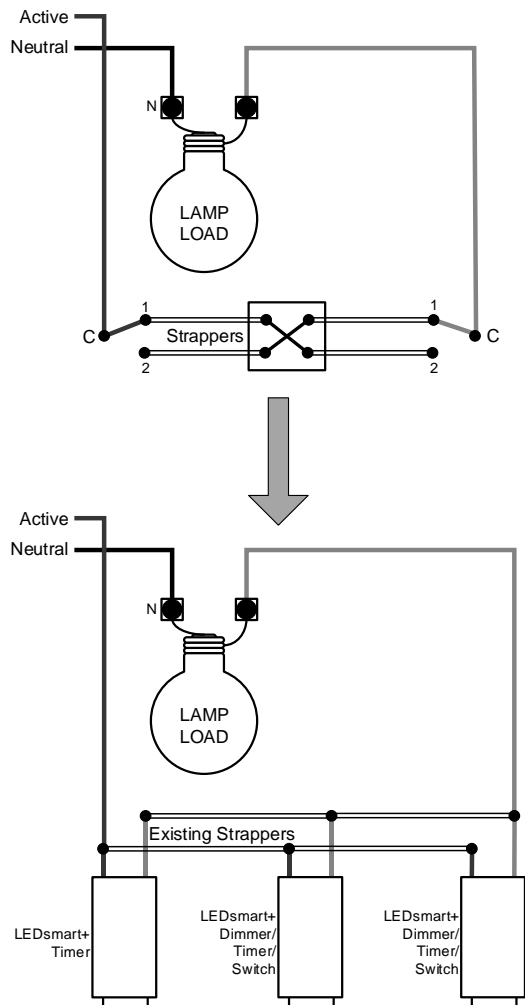 Active
Neutral
N
LAMP
LOAD
1
1
C
Strappers
C
2
2
Active
Neutral
N
LAMP
LOAD
Existing Strappers
LEDsmart+
Timer
LEDsmart+
Dimmer/
Timer/
Switch
LEDsmart+
Dimmer/
Timer/
Switch